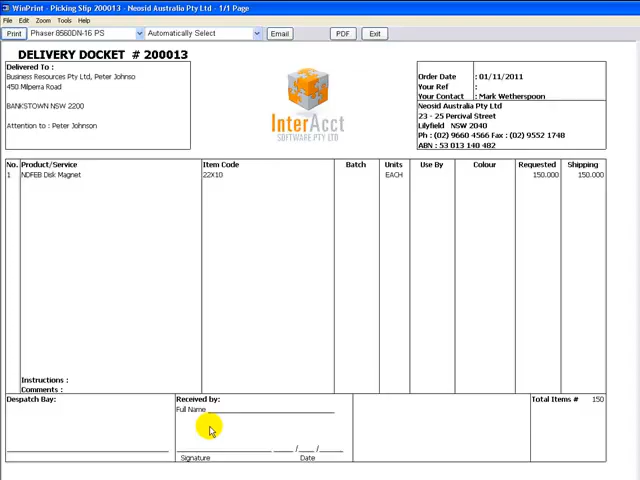 WinPrint - Picking Slip 200013 - Neosid Australia Pty Ltd - 1/1 Page
File Edit Zoom Tools Help
Print Phaser 8560DN-16 PS Automatically Select Email PDF Exit
DELIVERY DOCKET # 200013
Delivered To :
Business Resources Pty Ltd, Peter Johnso
450 Milperra Road
BANKSTOWN NSW 2200
Attention to : Peter Johnson
InterAcct
SOFTWARE PTY LTD
Order Date : 01/11/2011
Your Ref :
Your Contact : Mark Wetherspoon
Neosid Australia Pty Ltd
23 - 25 Percival Street
Lilyfield NSW 2040
Ph : (02) 9660 4566 Fax : (02) 9552 1748
ABN : 53 013 140 482
No. Product/Service Item Code Batch Units Use By Colour Requested Shipping
1 NDFEB Disk Magnet 22X10 EACH 150.000 150.000
Instructions :
Comments :
Despatch Bay: Received by: Total Items # 150
Full Name
/ /
Signature Date